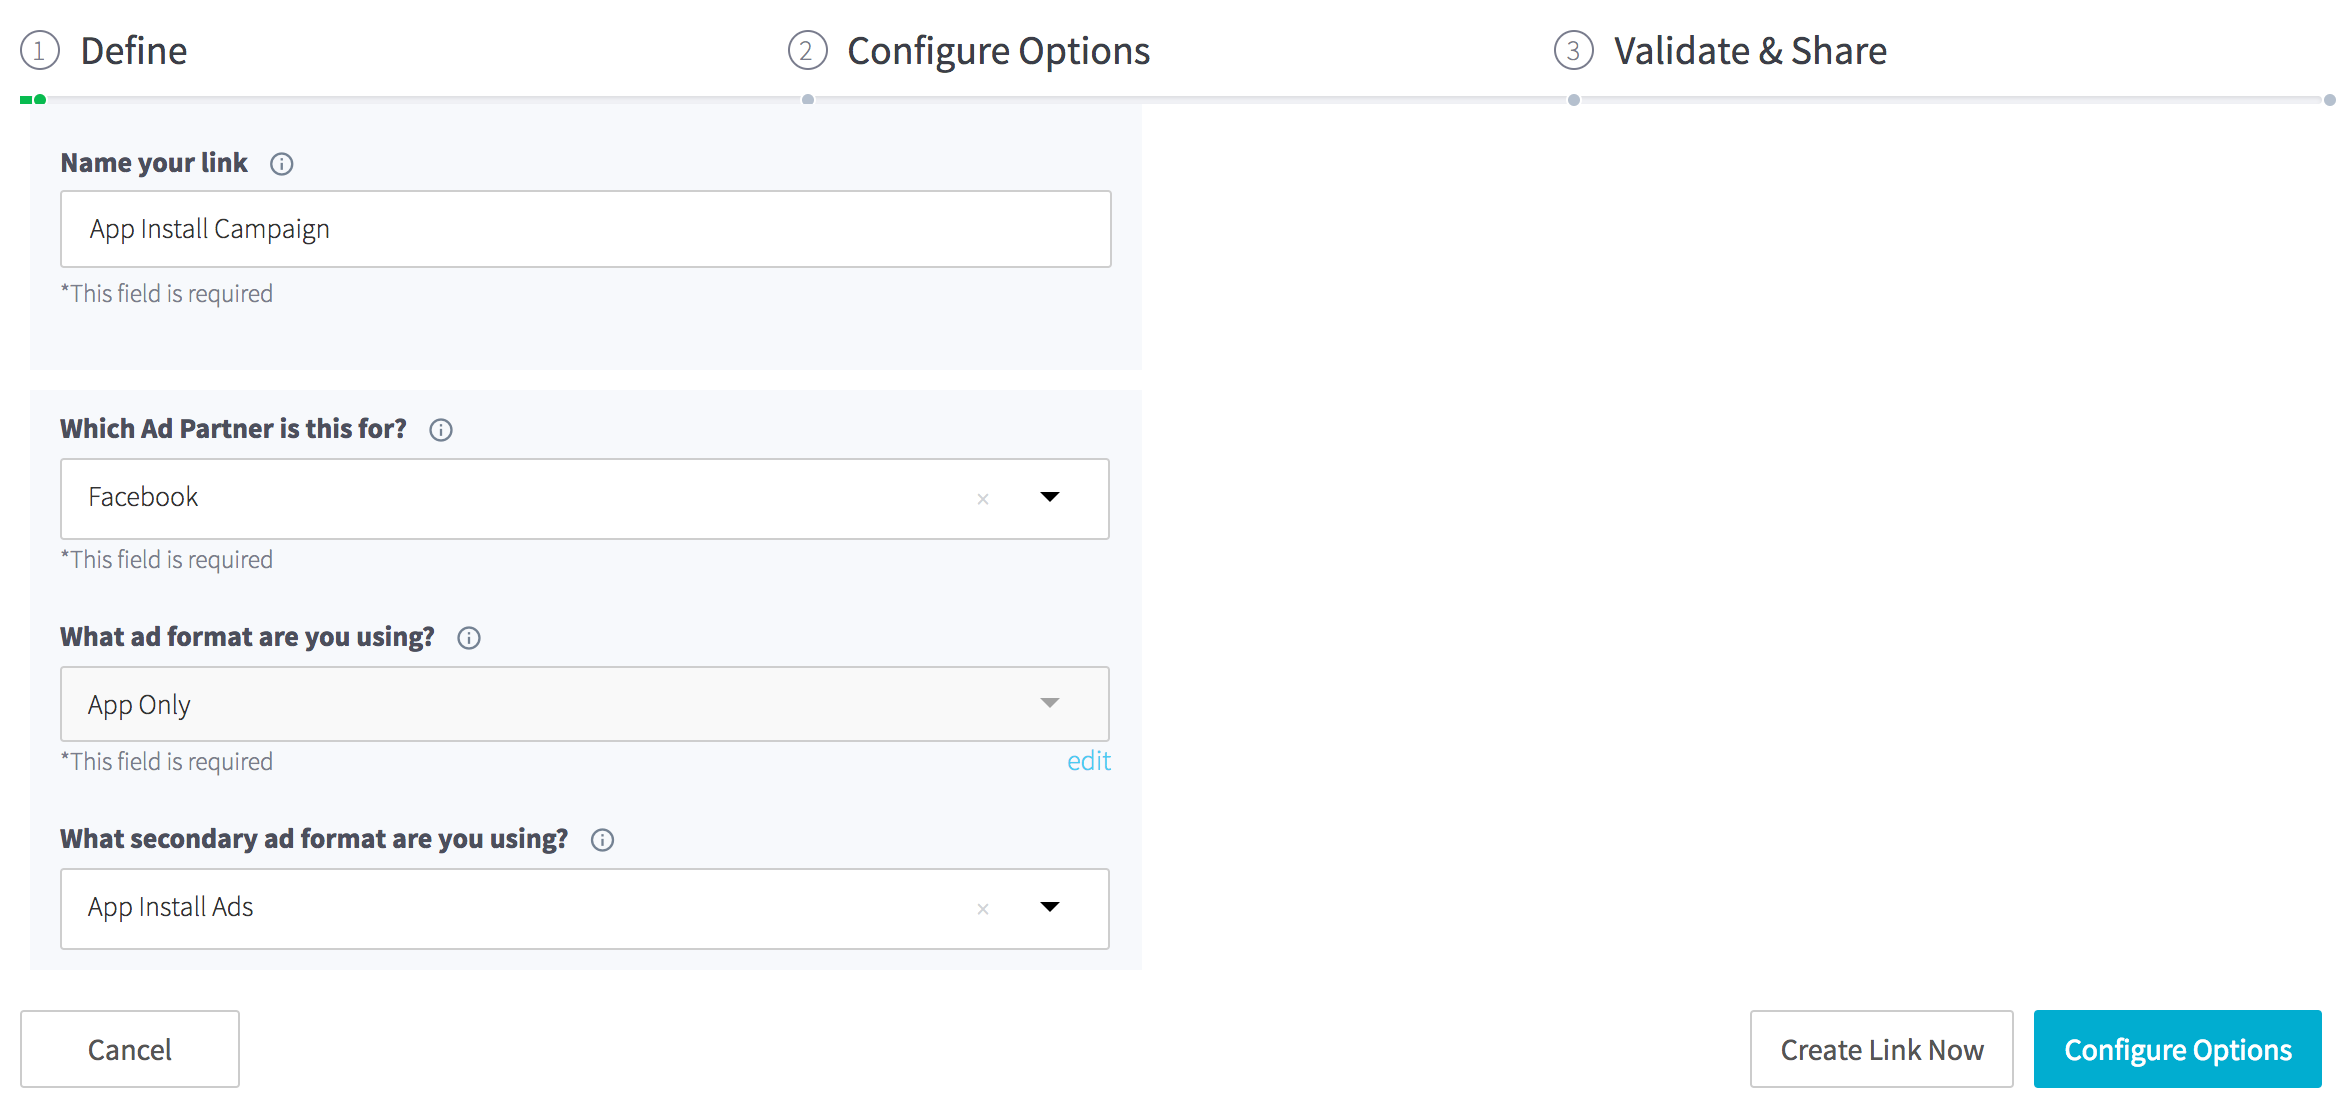 1 Define
2 Configure Options
3 Validate & Share
Name your link
App Install Campaign
*This field is required
Which Ad Partner is this for?
Facebook
*This field is required
What ad format are you using?
App Only
*This field is required
edit
What secondary ad format are you using?
App Install Ads
Cancel
Create Link Now
Configure Options